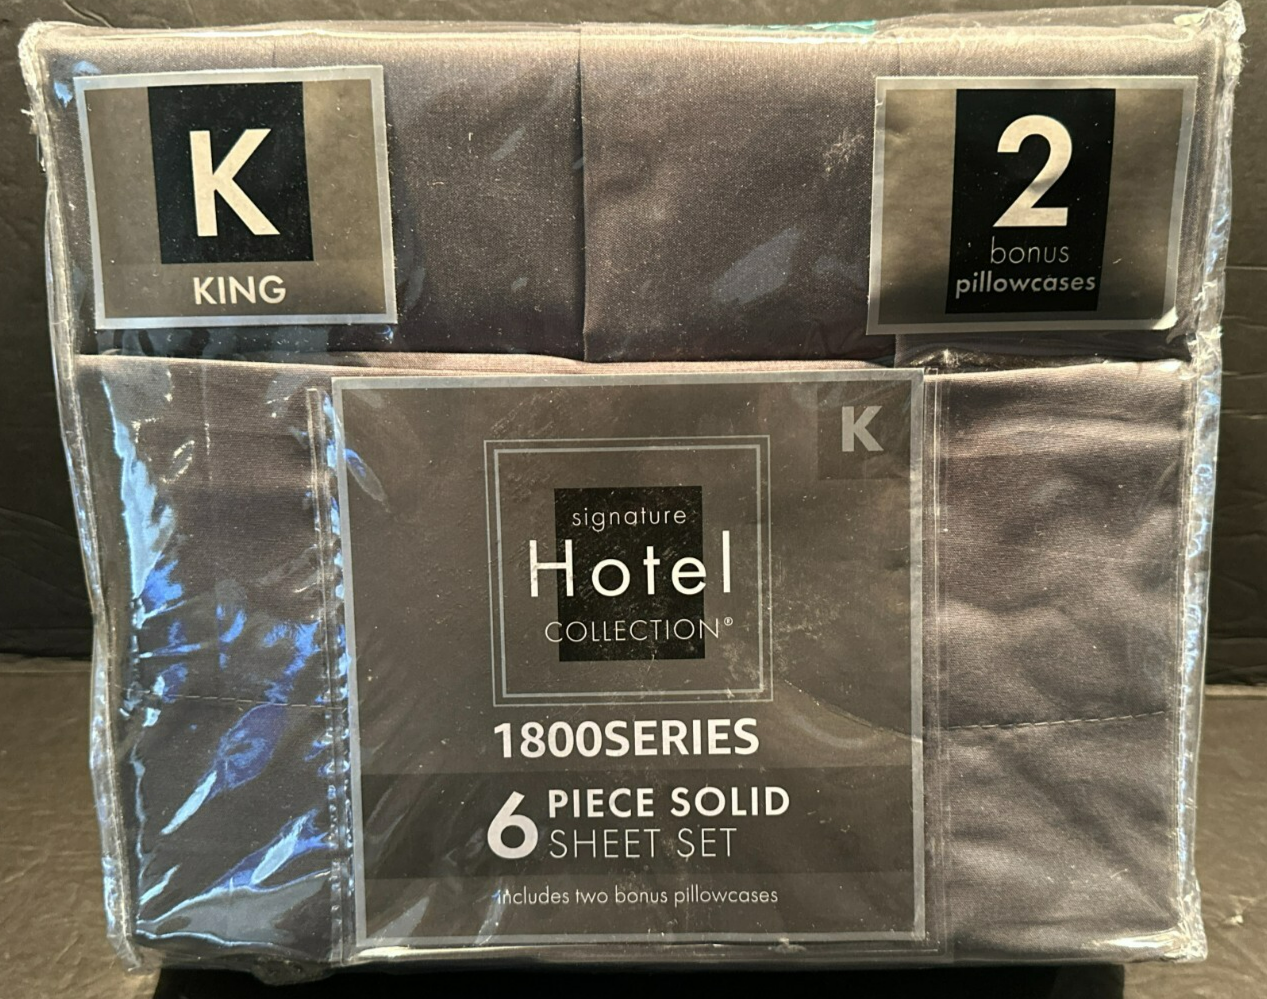 K
KING
2
bonus
pillowcases
K
signature
Hotel
COLLECTION®
1800SERIES
6 PIECE SOLID
SHEET SET
includes two bonus pillowcases